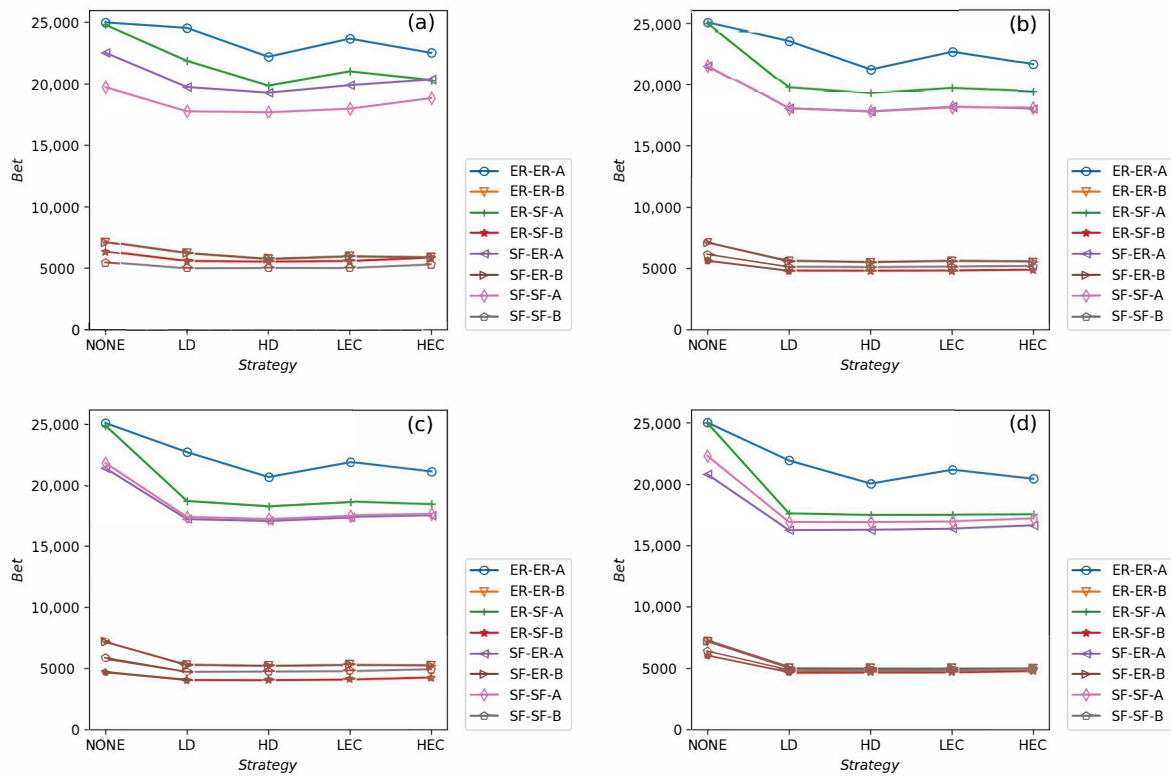 (a)
25,000
20,000
15,000
10,000
5000
0
Bet
NONE LD HD LEC HEC
Strategy
ER-ER-A
ER-ER-B
ER-SF-A
ER-SF-B
SF-ER-A
SF-ER-B
SF-SF-A
SF-SF-B
(b)
25,000
20,000
15,000
10,000
5000
0
Bet
NONE LD HD LEC HEC
Strategy
ER-ER-A
ER-ER-B
ER-SF-A
ER-SF-B
SF-ER-A
SF-ER-B
SF-SF-A
SF-SF-B
(c)
25,000
20,000
15,000
10,000
5000
0
Bet
NONE LD HD LEC HEC
Strategy
ER-ER-A
ER-ER-B
ER-SF-A
ER-SF-B
SF-ER-A
SF-ER-B
SF-SF-A
SF-SF-B
(d)
25,000
20,000
15,000
10,000
5000
0
Bet
NONE LD HD LEC HEC
Strategy
ER-ER-A
ER-ER-B
ER-SF-A
ER-SF-B
SF-ER-A
SF-ER-B
SF-SF-A
SF-SF-B